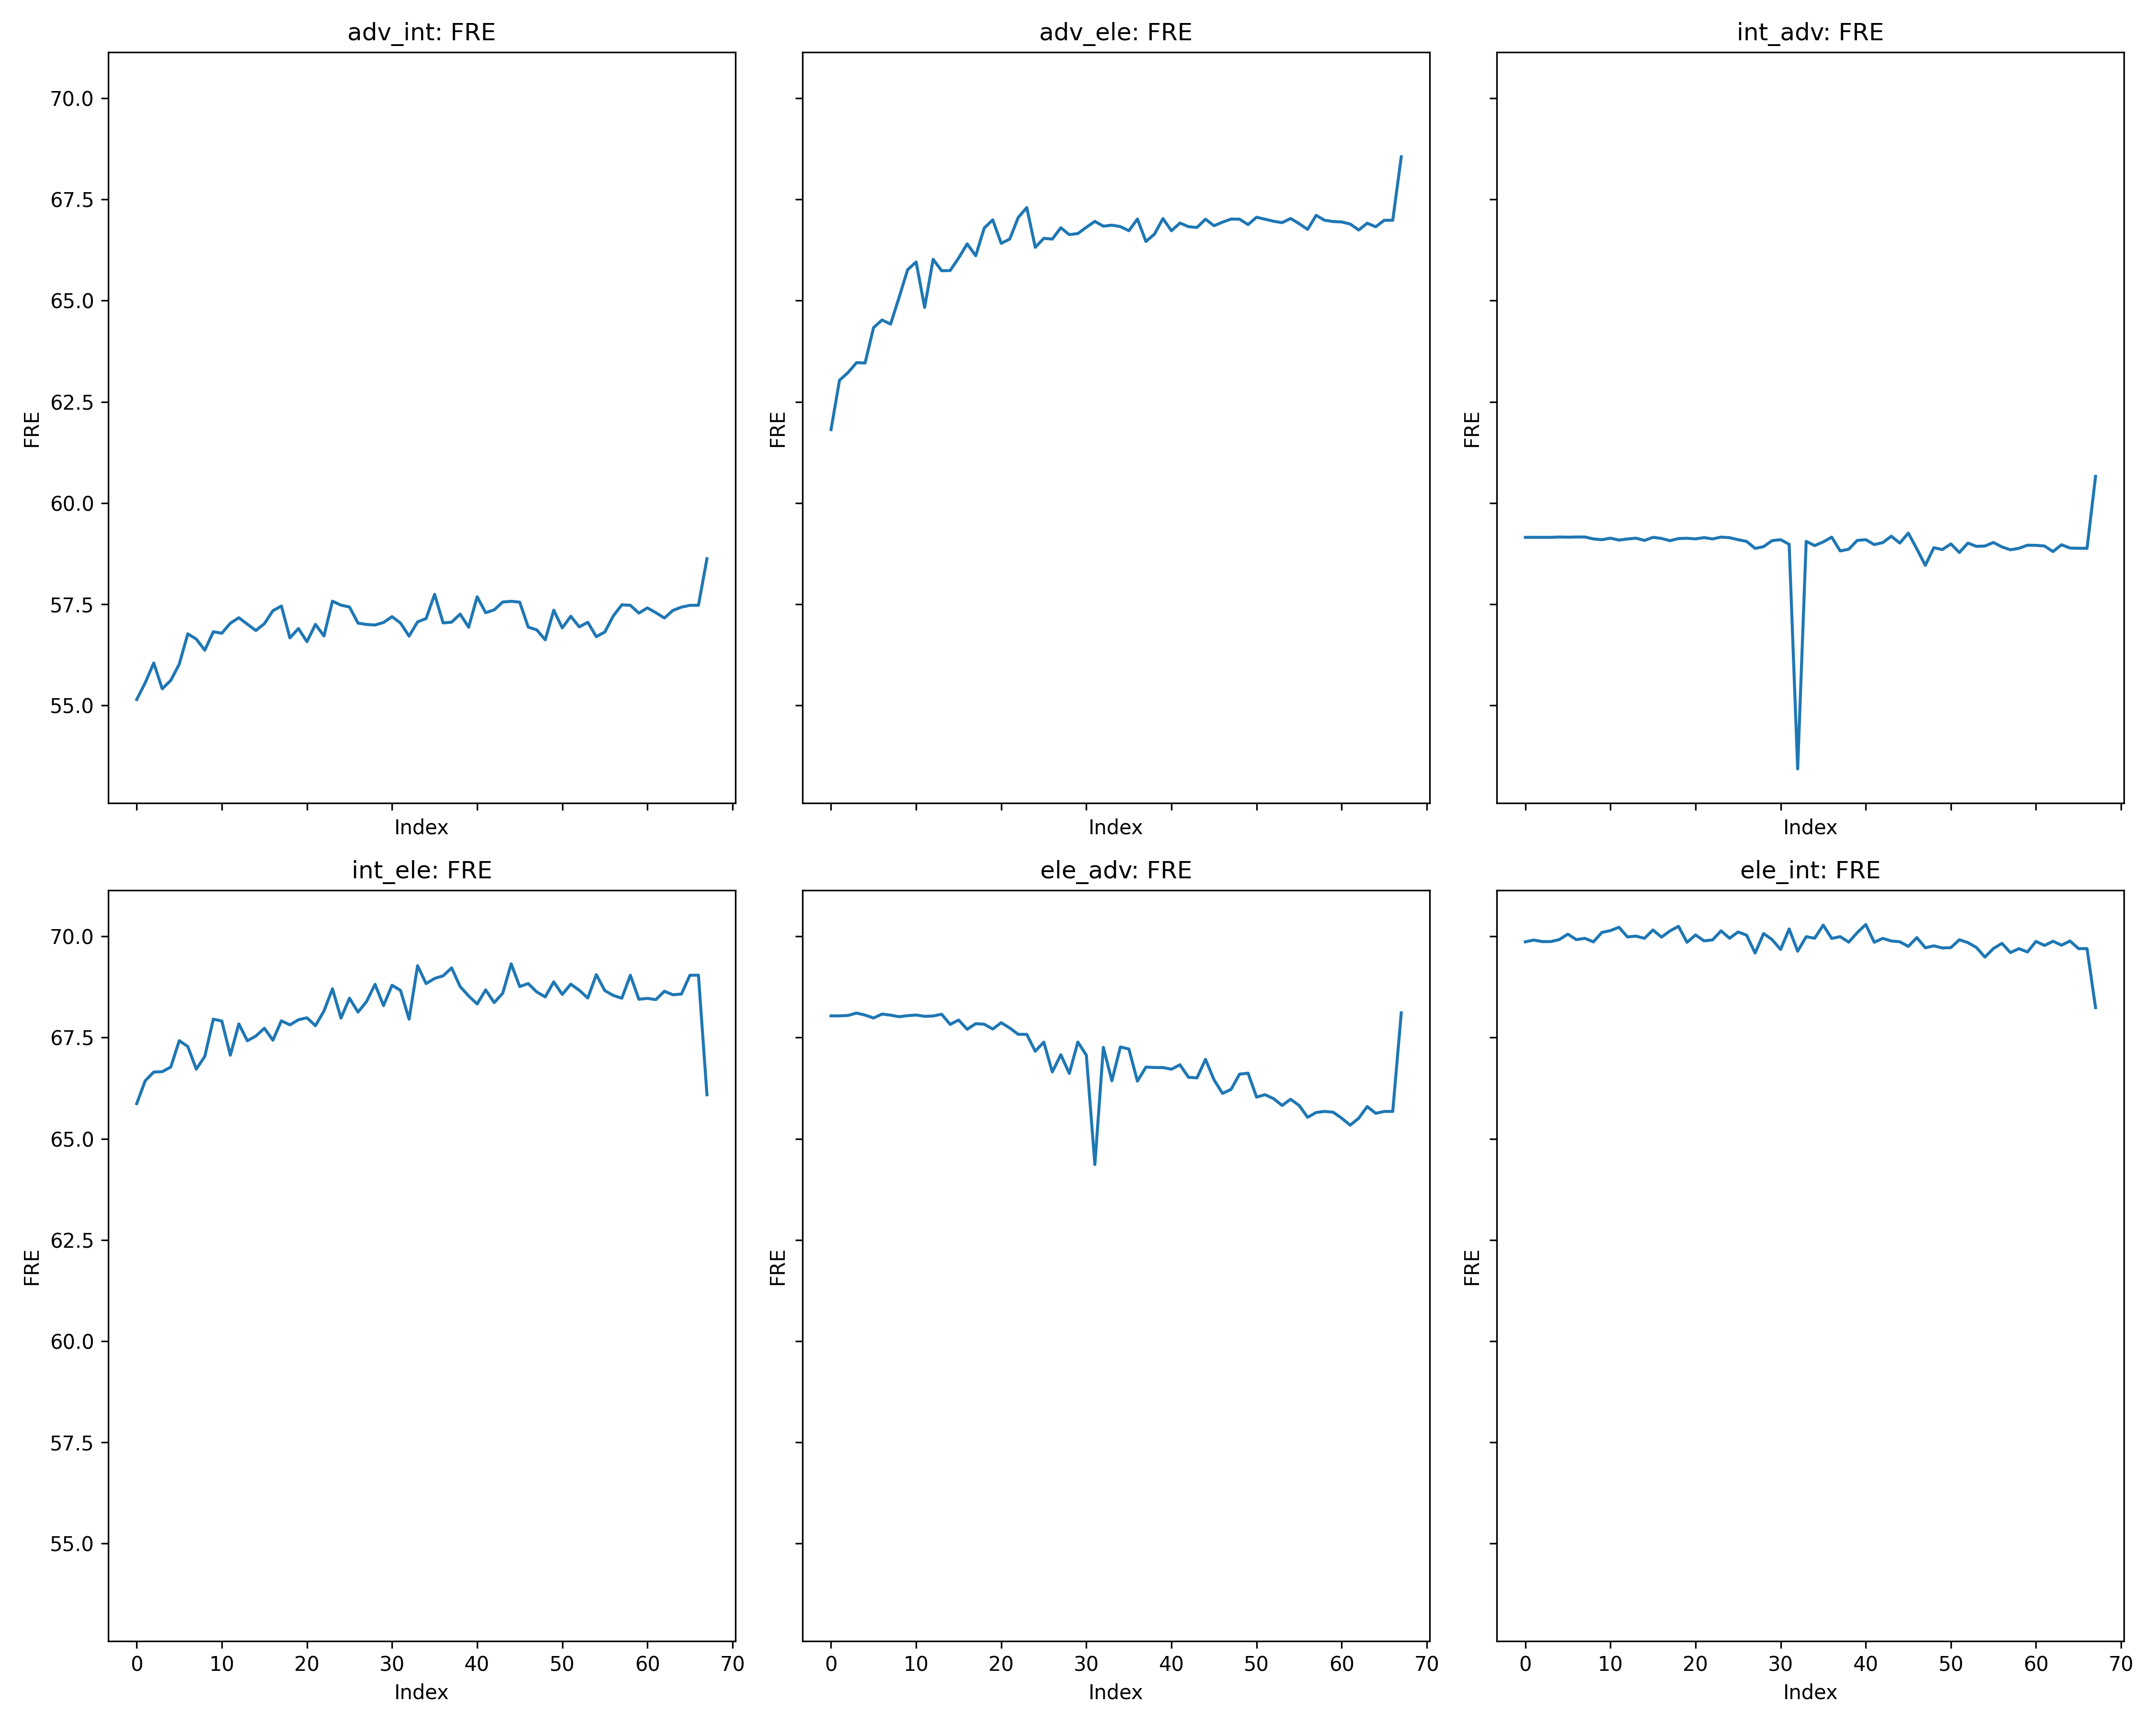 adv_int: FRE
adv_ele: FRE
int_adv: FRE
FRE
70.0
67.5
65.0
62.5
60.0
57.5
55.0
FRE
FRE
Index
Index
Index
int_ele: FRE
ele_adv: FRE
ele_int: FRE
FRE
70.0
67.5
65.0
62.5
60.0
57.5
55.0
FRE
FRE
0 10 20 30 40 50 60 70
0 10 20 30 40 50 60 70
0 10 20 30 40 50 60 70
Index
Index
Index